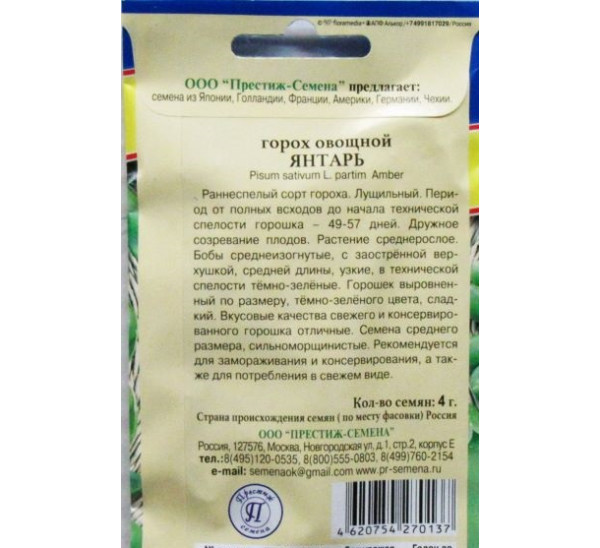 ООО "Престиж-Семена" предлагает:
семена из Японии, Голландии, Франции, Америки, Германии, Чехии.
горох овощной
ЯНТАРЬ
Pisum sativum L. partim Amber
Раннеспелый сорт гороха. Лущильный. Пери-
од от полных всходов до начала технической
спелости горошка – 49-57 дней. Дружное
созревание плодов. Растение среднерослое.
Бобы среднеизогнутые, с заострённой вер-
хушкой, средней длины, узкие, в технической
спелости тёмно-зелёные. Горошек выровнен-
ный по размеру, тёмно-зелёного цвета, слад-
кий. Вкусовые качества свежего и консервиро-
ванного горошка отличные. Семена среднего
размера, сильноморщинистые. Рекомендуется
для замораживания и консервирования, а так-
же для потребления в свежем виде.
Кол-во семян: 4 г.
Страна происхождения семян ( по месту фасовки) Россия
ООО "ПРЕСТИЖ-СЕМЕНА"
Россия, 127576, Москва, Новгородская ул. д.1, стр.2, корпус Е
тел.:8(495)120-0535, 8(800)555-0803, 8(499)760-2154
e-mail: semenaok@gmail.com www.pr-semena.ru
Престиж
П
семена
4 620754 270137